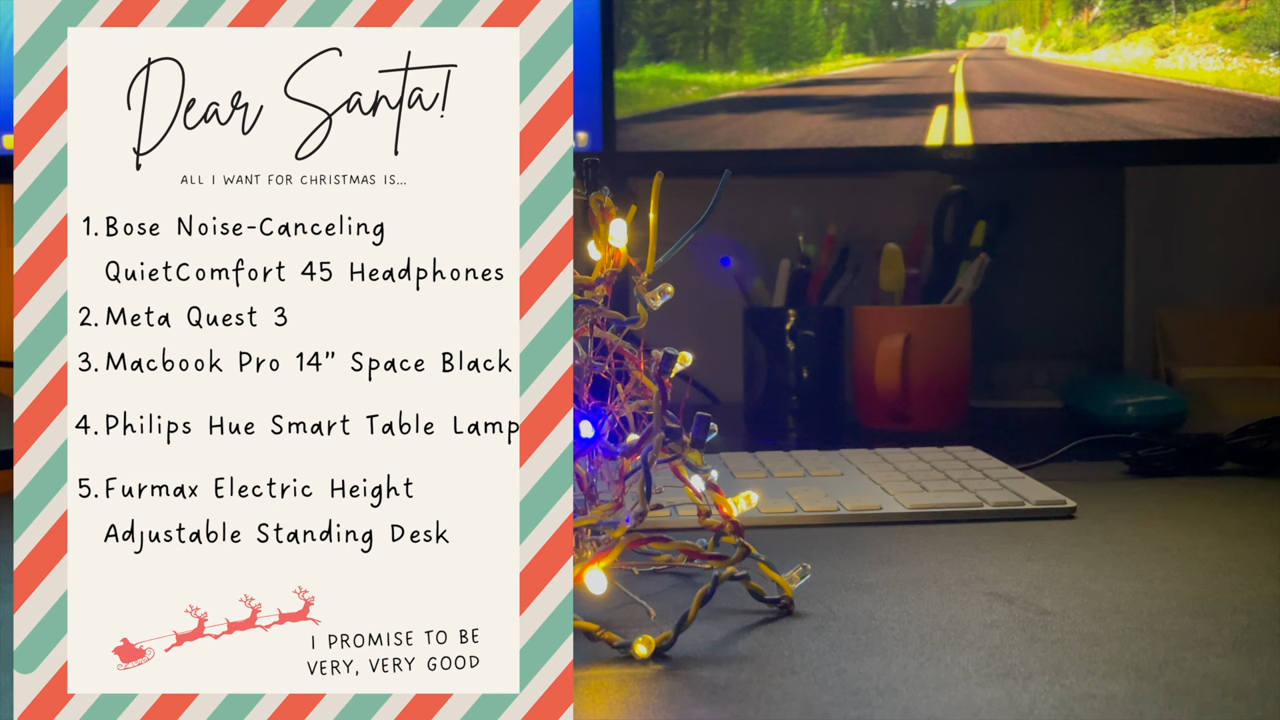 Dear Santa!
ALL I WANT FOR CHRISTMAS IS...
1. Bose Noise-Canceling
QuietComfort 45 Headphones
2. Meta Quest 3
3. Macbook Pro 14" Space Black
4. Philips Hue Smart Table Lamp
5. Furmax Electric Height
Adjustable Standing Desk
I PROMISE TO BE
VERY, VERY GOOD